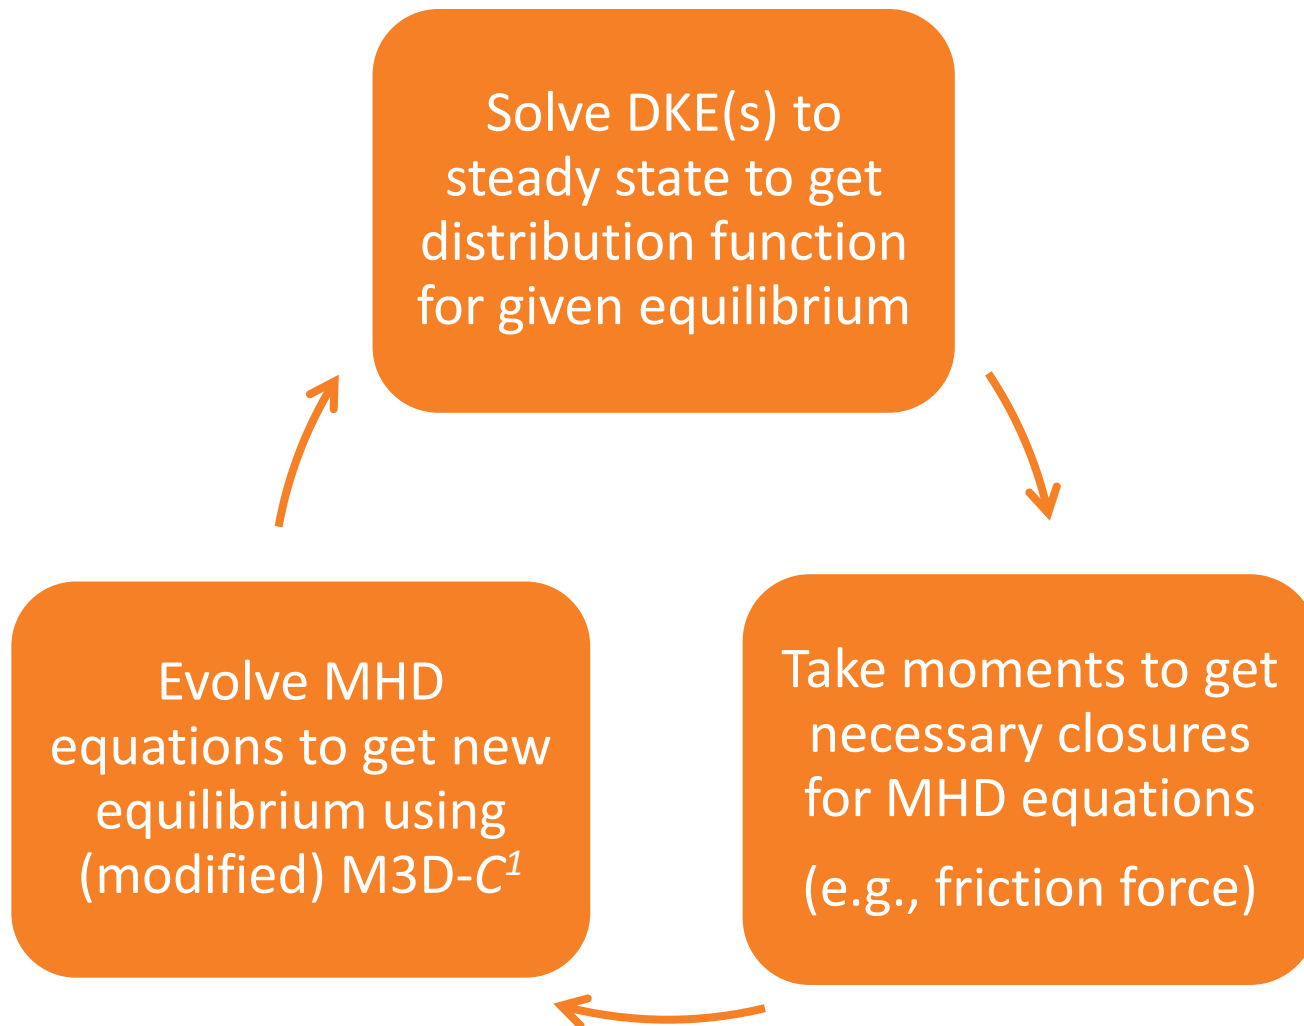 Solve DKE(s) to
steady state to get
distribution function
for given equilibrium
Evolve MHD
equations to get new
equilibrium using
(modified) M3D-C¹
Take moments to get
necessary closures
for MHD equations
(e.g., friction force)